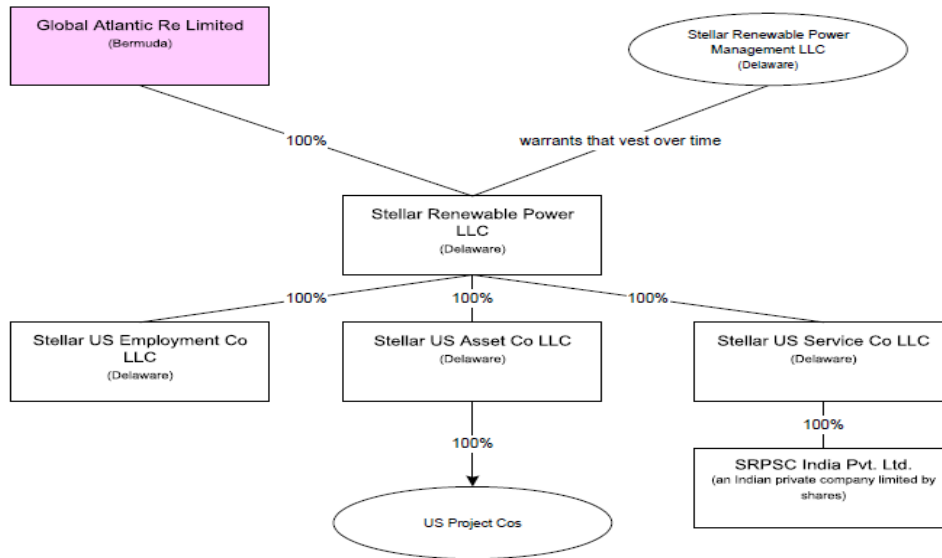 Global Atlantic Re Limited
(Bermuda)
Stellar Renewable Power
Management LLC
(Delaware)
100%
warrants that vest over time
Stellar Renewable Power
LLC
(Delaware)
100%
100%
100%
Stellar US Employment Co
LLC
(Delaware)
Stellar US Asset Co LLC
(Delaware)
Stellar US Service Co LLC
(Delaware)
100%
100%
SRPSC India Pvt. Ltd.
(an Indian private company limited by
shares)
US Project Cos